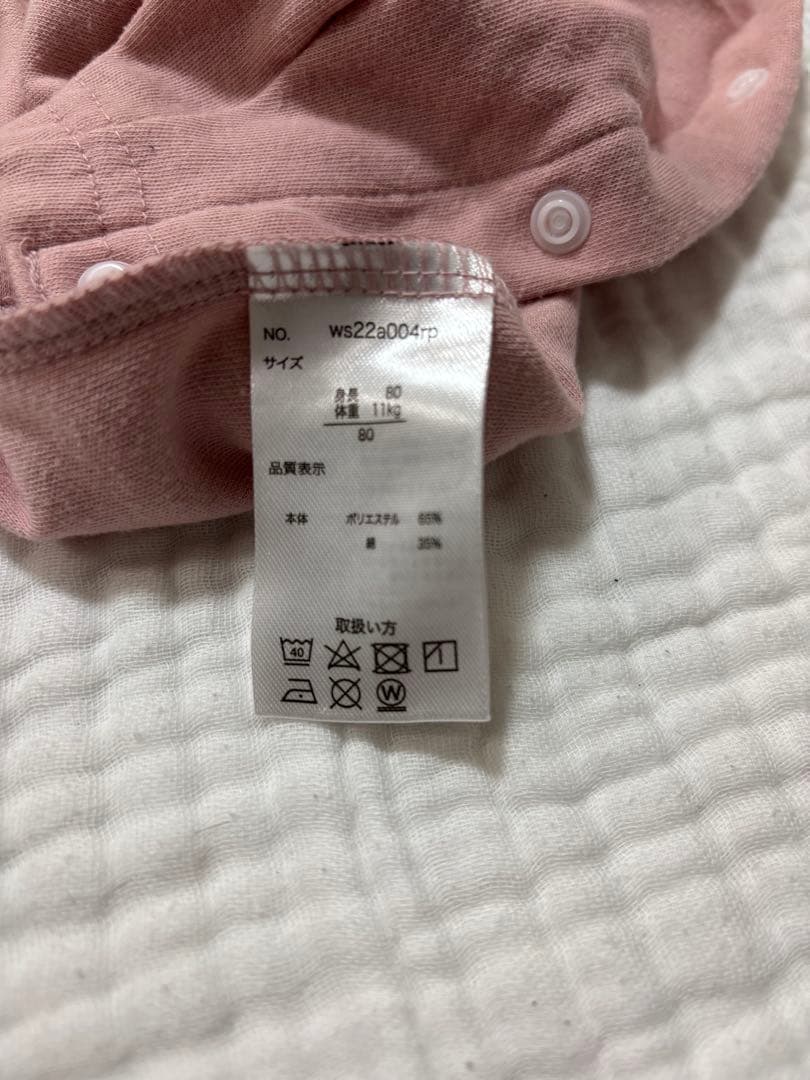 NO. ws22a004rp
サイズ
身長 80
体重 11kg
80
品質表示
本体 ポリエステル 65%
綿 35%
取扱い方
40
W